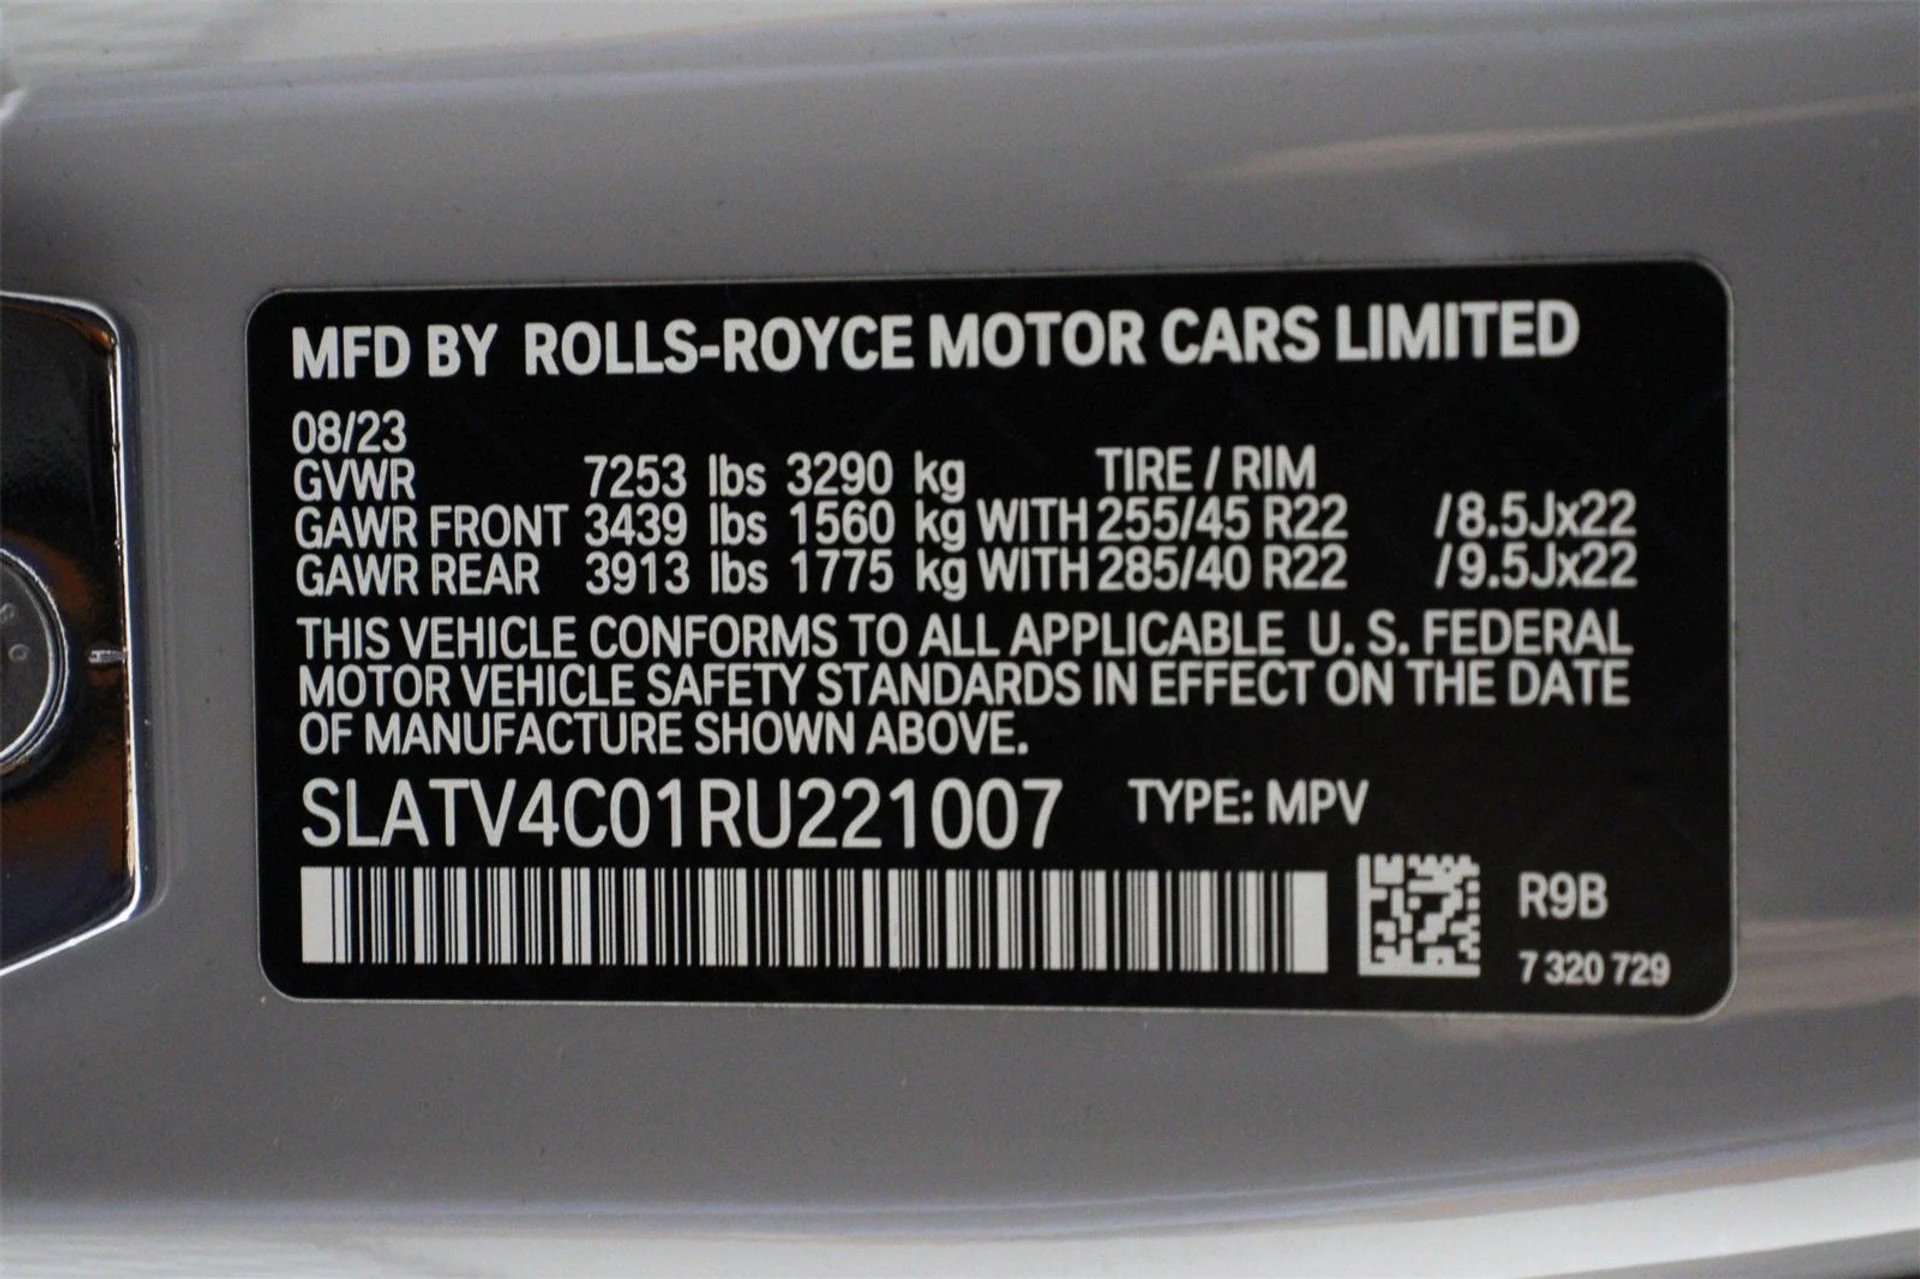 MFD BY ROLLS-ROYCE MOTOR CARS LIMITED
08/23
GVWR 7253 lbs 3290 kg TIRE / RIM
GAWR FRONT 3439 lbs 1560 kg WITH 255/45 R22 /8.5Jx22
GAWR REAR 3913 lbs 1775 kg WITH 285/40 R22 /9.5Jx22
THIS VEHICLE CONFORMS TO ALL APPLICABLE U. S. FEDERAL
MOTOR VEHICLE SAFETY STANDARDS IN EFFECT ON THE DATE
OF MANUFACTURE SHOWN ABOVE.
SLATV4C01RU221007 TYPE: MPV
R9B
7 320 729